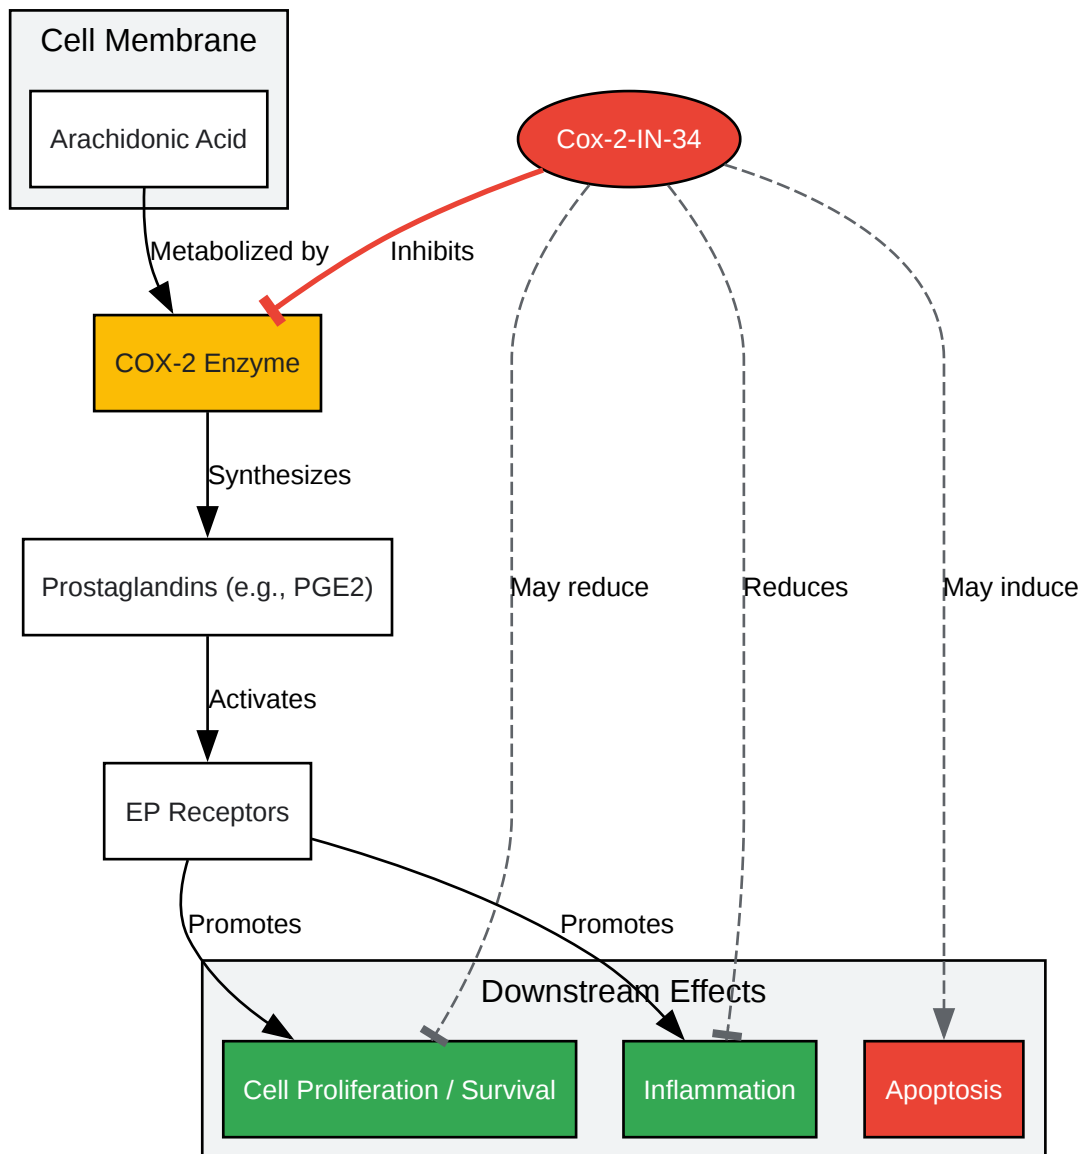 Cell Membrane
Arachidonic Acid
Cox-2-IN-34
Metabolized by
Inhibits
COX-2 Enzyme
Synthesizes
Prostaglandins (e.g., PGE2)
May reduce
Reduces
May induce
Activates
EP Receptors
Promotes
Promotes
Downstream Effects
Cell Proliferation / Survival
Inflammation
Apoptosis